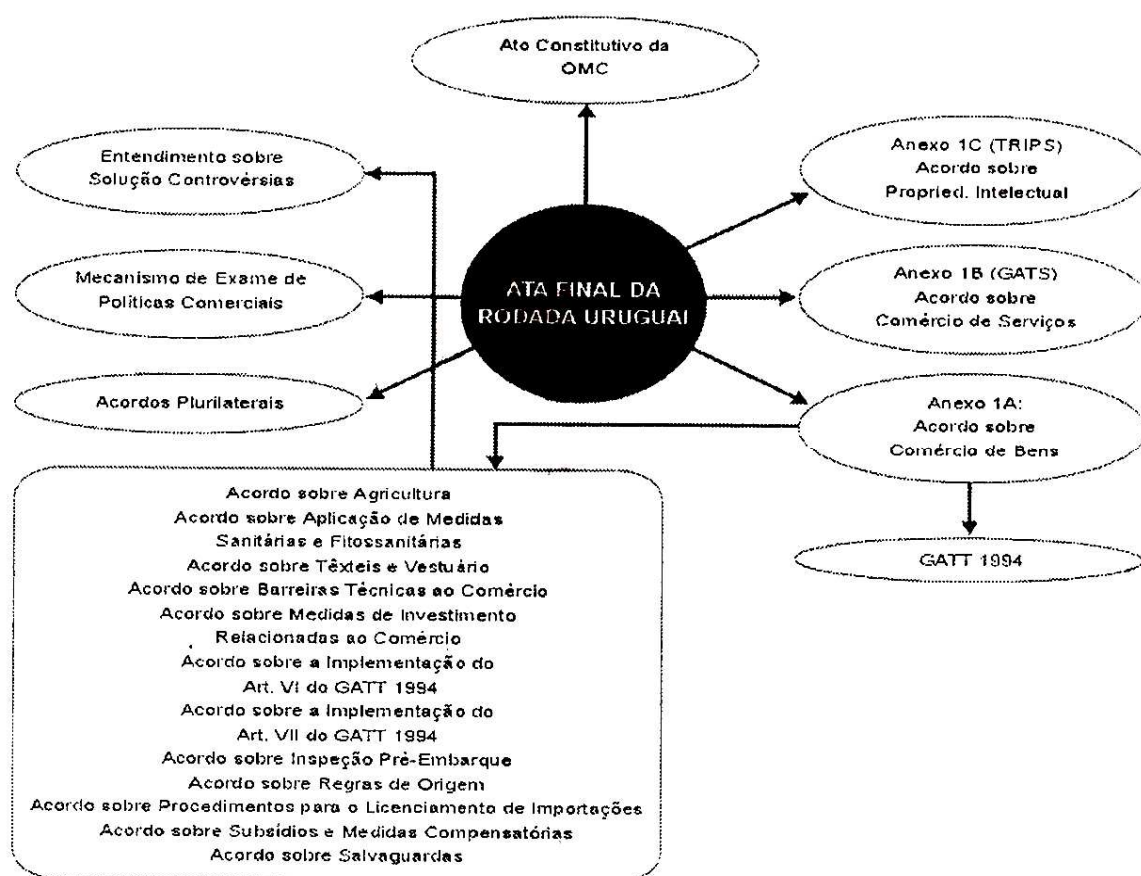 Ato Constitutivo da
OMC
Entendimento sobre
Solução Controvérsias
Anexo 1C (TRIPS)
Acordo sobre
Propried. Intelectual
Mecanismo de Exame de
Políticas Comerciais
ATA FINAL DA
RODADA URUGUAI
Anexo 1B (GATS)
Acordo sobre
Comércio de Serviços
Acordos Plurilaterais
Anexo 1A:
Acordo sobre
Comércio de Bens
GATT 1994
Acordo sobre Agricultura
Acordo sobre Aplicação de Medidas
Sanitárias e Fitossanitárias
Acordo sobre Têxteis e Vestuário
Acordo sobre Barreiras Técnicas ao Comércio
Acordo sobre Medidas de Investimento
Relacionadas ao Comércio
Acordo sobre a Implementação do
Art. VI do GATT 1994
Acordo sobre a Implementação do
Art. VII do GATT 1994
Acordo sobre Inspeção Pré-Embarque
Acordo sobre Regras de Origem
Acordo sobre Procedimentos para o Licenciamento de Importações
Acordo sobre Subsídios e Medidas Compensatórias
Acordo sobre Salvaguardas